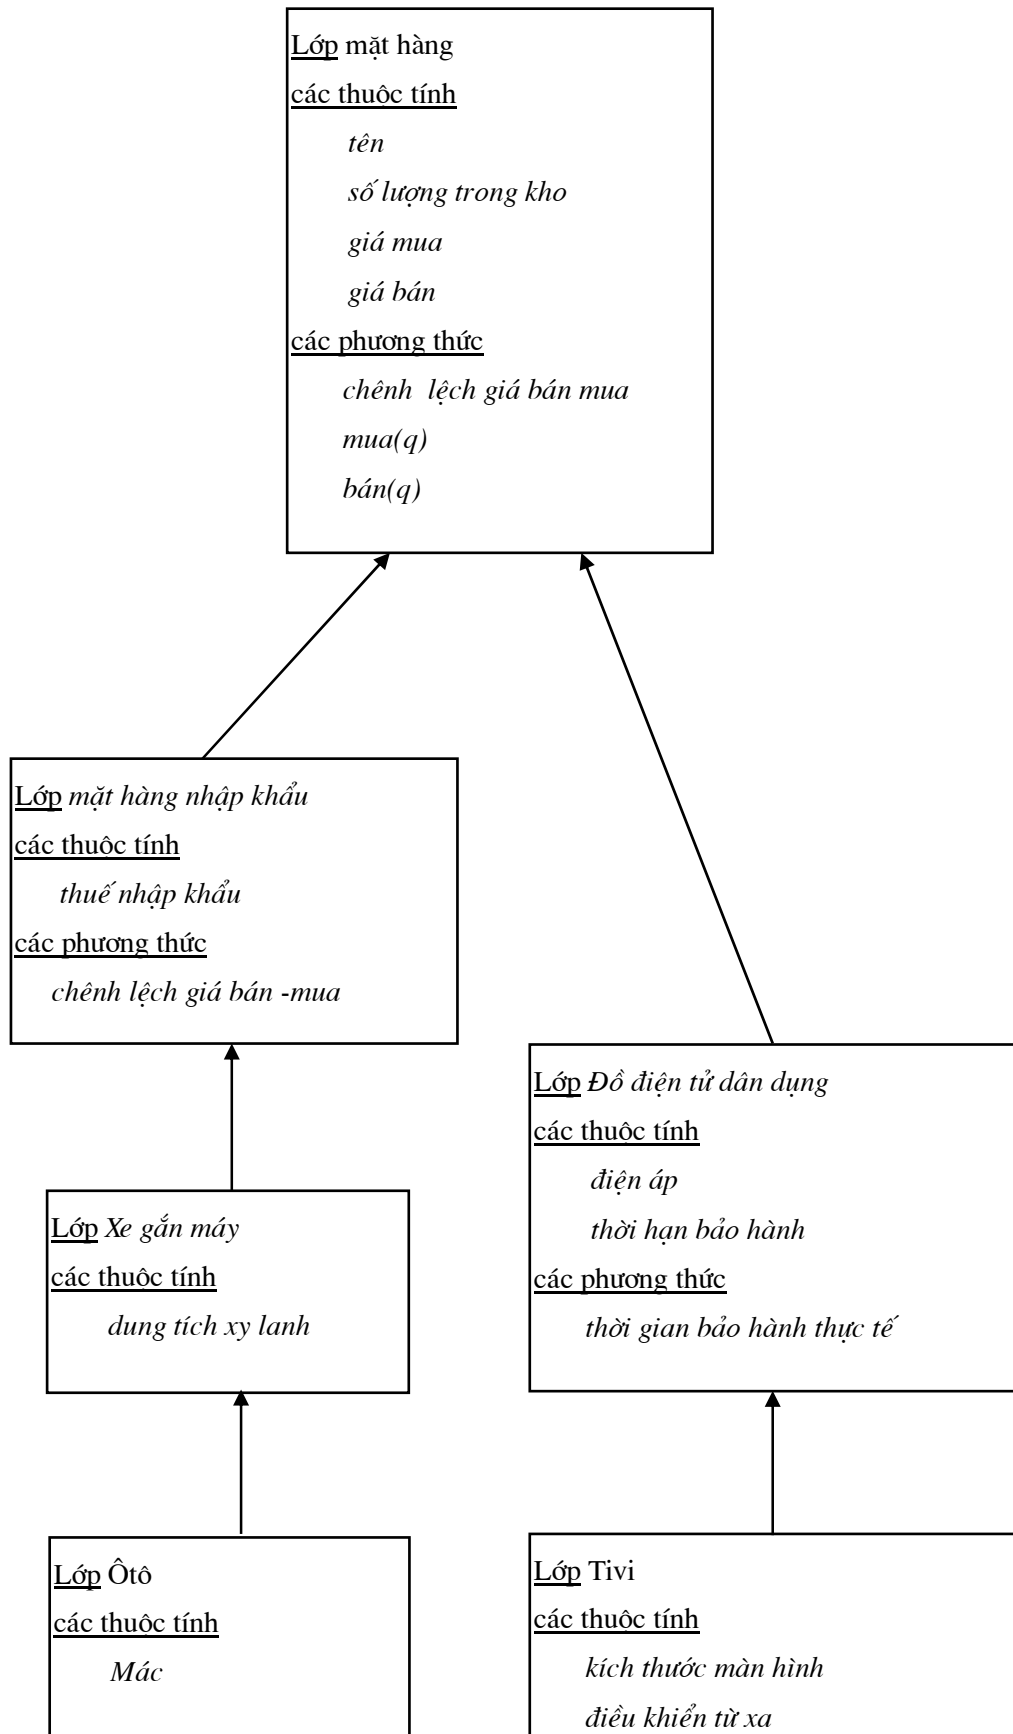 Lớp mặt hàng
các thuộc tính
tên
số lượng trong kho
giá mua
giá bán
các phương thức
chênh lệch giá bán mua
mua(q)
bán(q)
Lớp mặt hàng nhập khẩu
các thuộc tính
thuế nhập khẩu
các phương thức
chênh lệch giá bán -mua
Lớp Xe gắn máy
các thuộc tính
dung tích xy lanh
Lớp Ôtô
các thuộc tính
Mác
Lớp Đồ điện tử dân dụng
các thuộc tính
điện áp
thời hạn bảo hành
các phương thức
thời gian bảo hành thực tế
Lớp Tivi
các thuộc tính
kích thước màn hình
điều khiển từ xa